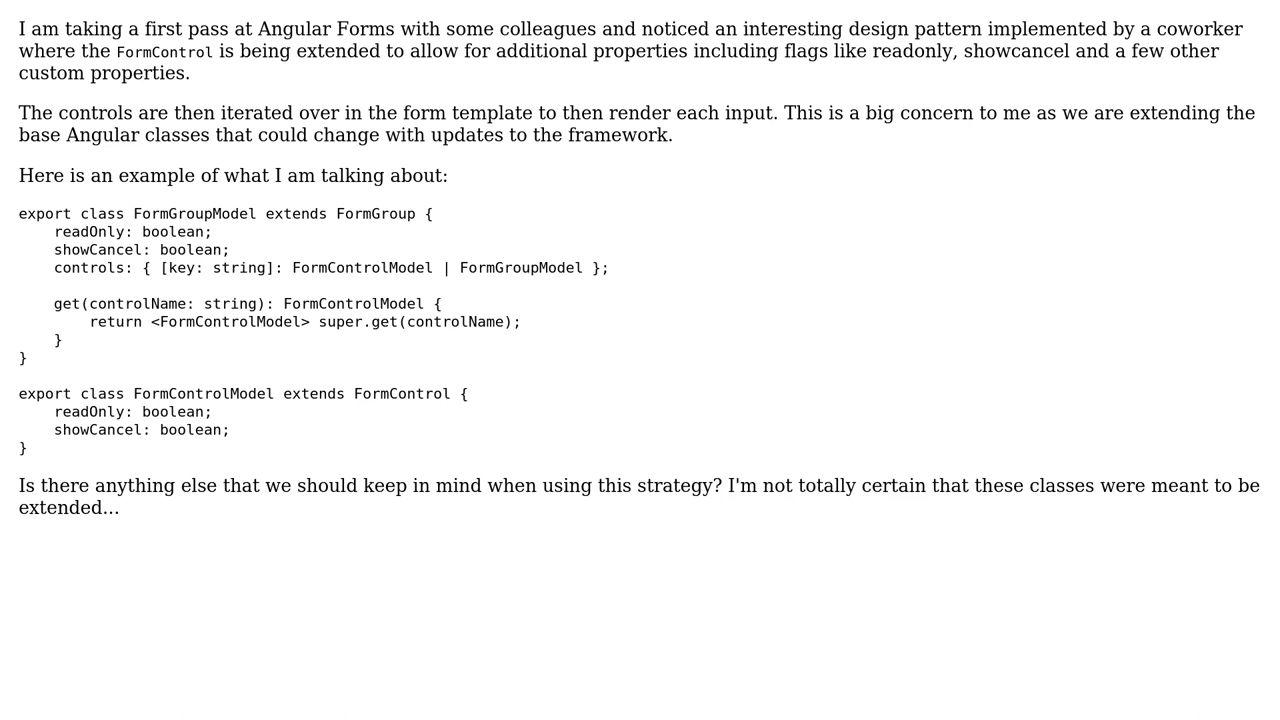 I am taking a first pass at Angular Forms with some colleagues and noticed an interesting design pattern implemented by a coworker
where the FormControl is being extended to allow for additional properties including flags like readonly, showcancel and a few other
custom properties.
The controls are then iterated over in the form template to then render each input. This is a big concern to me as we are extending the
base Angular classes that could change with updates to the framework.
Here is an example of what I am talking about:
export class FormGroupModel extends FormGroup {
    readOnly: boolean;
    showCancel: boolean;
    controls: { [key: string]: FormControlModel | FormGroupModel };
    get(controlName: string): FormControlModel {
        return <FormControlModel> super.get(controlName);
    }
}
export class FormControlModel extends FormControl {
    readOnly: boolean;
    showCancel: boolean;
}
Is there anything else that we should keep in mind when using this strategy? I'm not totally certain that these classes were meant to be
extended...